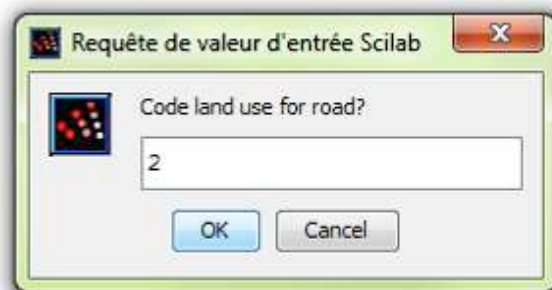 Requête de valeur d'entrée Scilab
Code land use for road?
2
OK Cancel